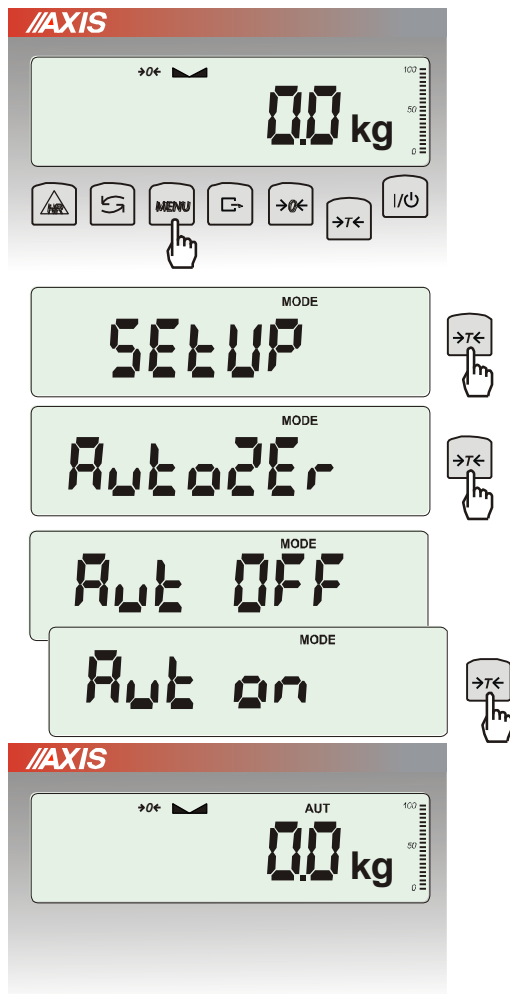 //AXIS
→0← 100
50
0.0 kg
0
HR MENU →0← →T← I/⏻
MODE
SEtUP →T←
MODE
AutoZEr →T←
MODE
Aut OFF
MODE
Aut on →T←
//AXIS
→0← AUT 100
50
0.0 kg
0